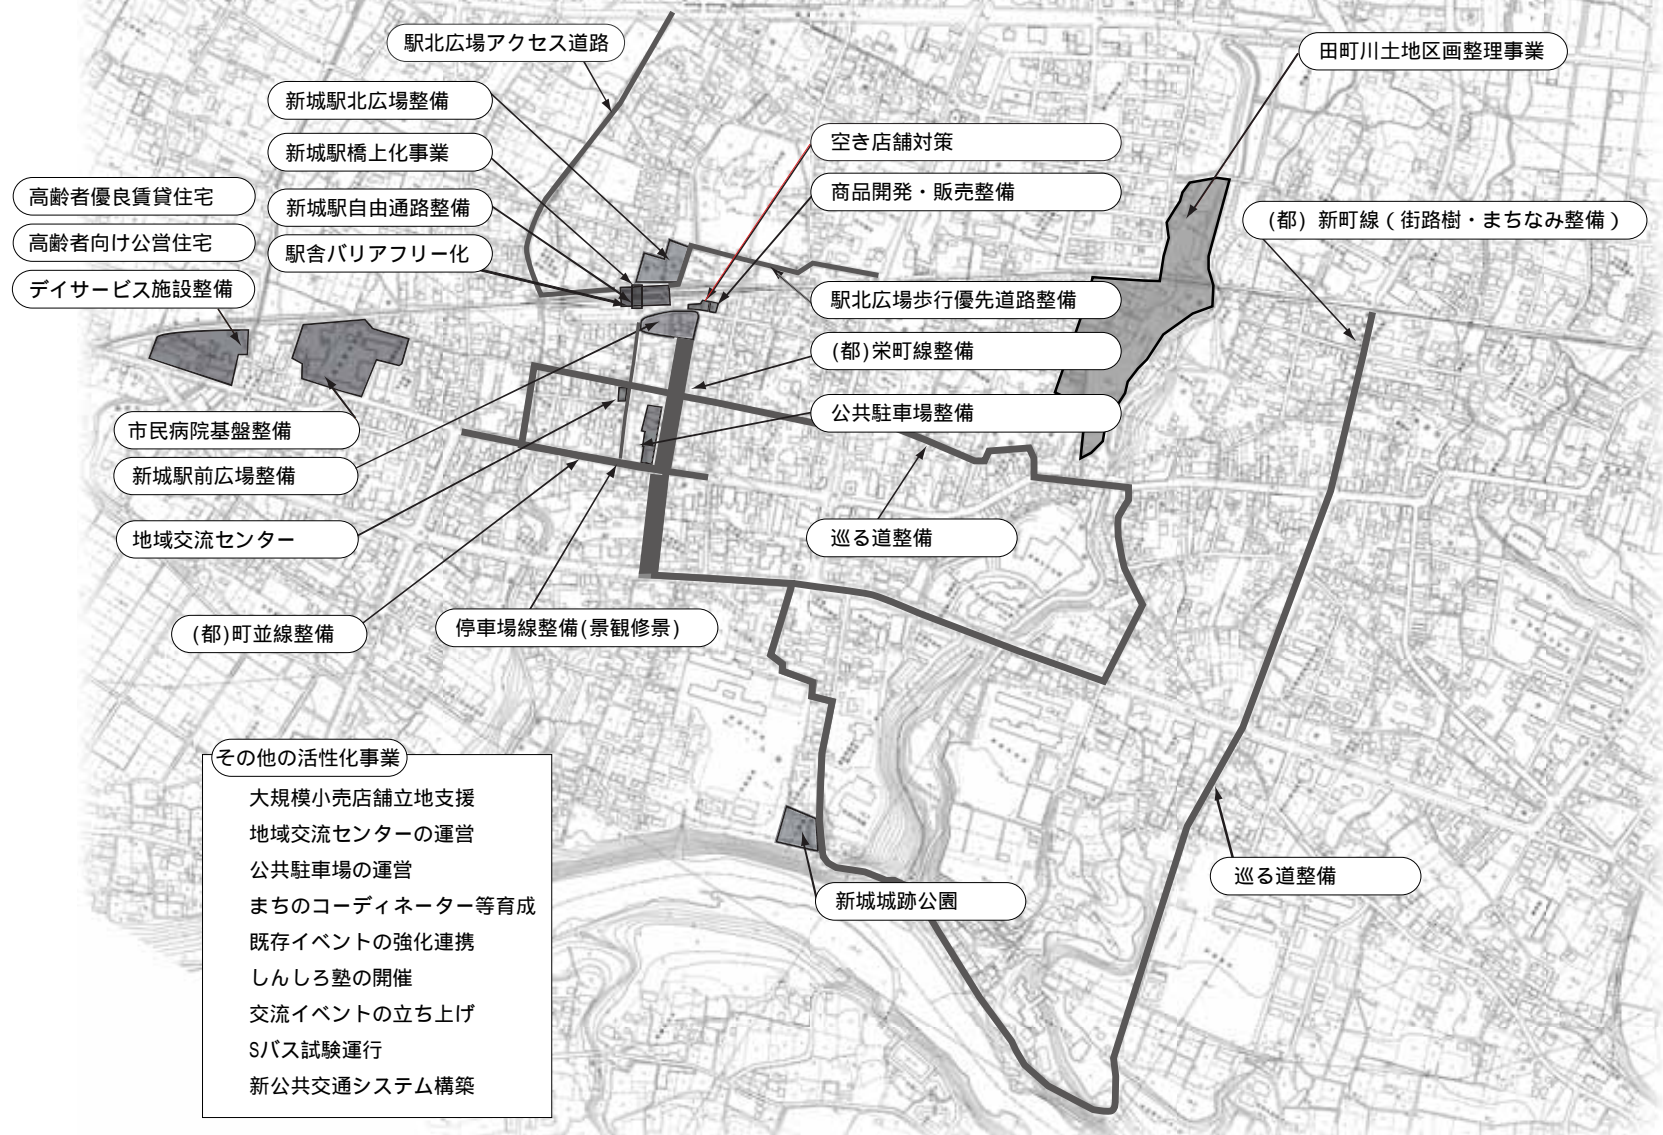 駅北広場アクセス道路
田町川土地区画整理事業
新城駅北広場整備
新城駅橋上化事業
空き店舗対策
高齢者優良賃貸住宅
新城駅自由通路整備
商品開発・販売整備
(都) 新町線（街路樹・まちなみ整備）
高齢者向け公営住宅
駅舎バリアフリー化
デイサービス施設整備
駅北広場歩行優先道路整備
(都)栄町線整備
公共駐車場整備
市民病院基盤整備
新城駅前広場整備
地域交流センター
巡る道整備
(都)町並線整備
停車場線整備(景観修景)
その他の活性化事業
大規模小売店舗立地支援
地域交流センターの運営
公共駐車場の運営
まちのコーディネーター等育成
既存イベントの強化連携
しんしろ塾の開催
交流イベントの立ち上げ
Sバス試験運行
新公共交通システム構築
巡る道整備
新城城跡公園